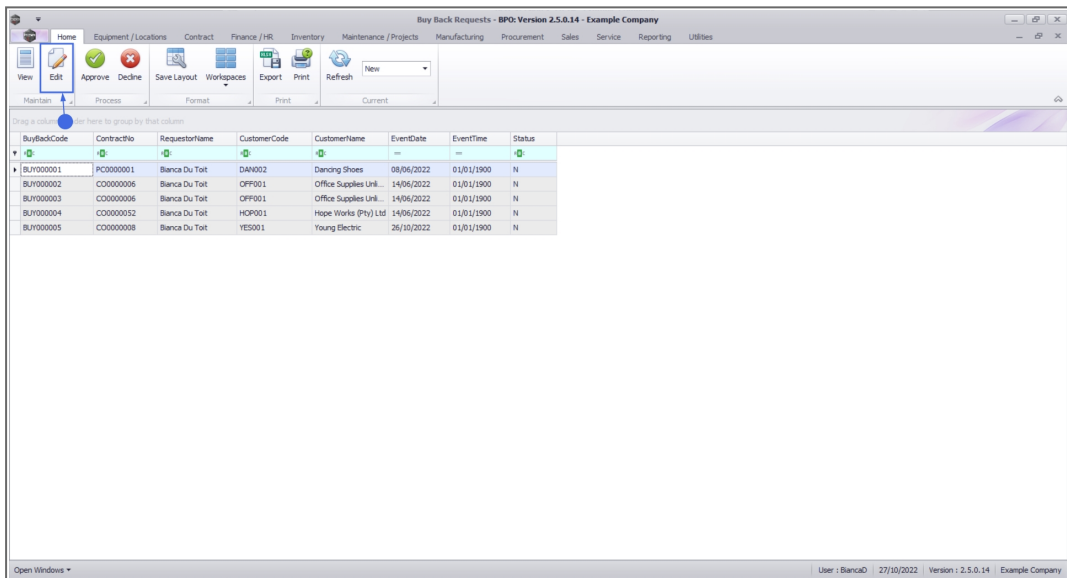 Buy Back Requests - BPO: Version 2.5.0.14 - Example Company
Home Equipment / Locations Contract Finance / HR Inventory Maintenance / Projects Manufacturing Procurement Sales Service Reporting Utilities
View Edit Approve Decline Save Layout Workspaces Export Print Refresh New
Maintain Process Format Print Current
Drag a column header here to group by that column
BuyBackCode ContractNo RequestorName CustomerCode CustomerName EventDate EventTime Status
BUY000001 PC0000001 Bianca Du Toit DAN002 Dancing Shoes 08/06/2022 01/01/1900 N
BUY000002 CO0000006 Bianca Du Toit OFF001 Office Supplies Unli... 14/06/2022 01/01/1900 N
BUY000003 CO0000006 Bianca Du Toit OFF001 Office Supplies Unli... 14/06/2022 01/01/1900 N
BUY000004 CO0000052 Bianca Du Toit HOP001 Hope Works (Pty) Ltd 14/06/2022 01/01/1900 N
BUY000005 CO0000008 Bianca Du Toit YES001 Young Electric 26/10/2022 01/01/1900 N
Open Windows User : BiancaD 27/10/2022 Version : 2.5.0.14 Example Company